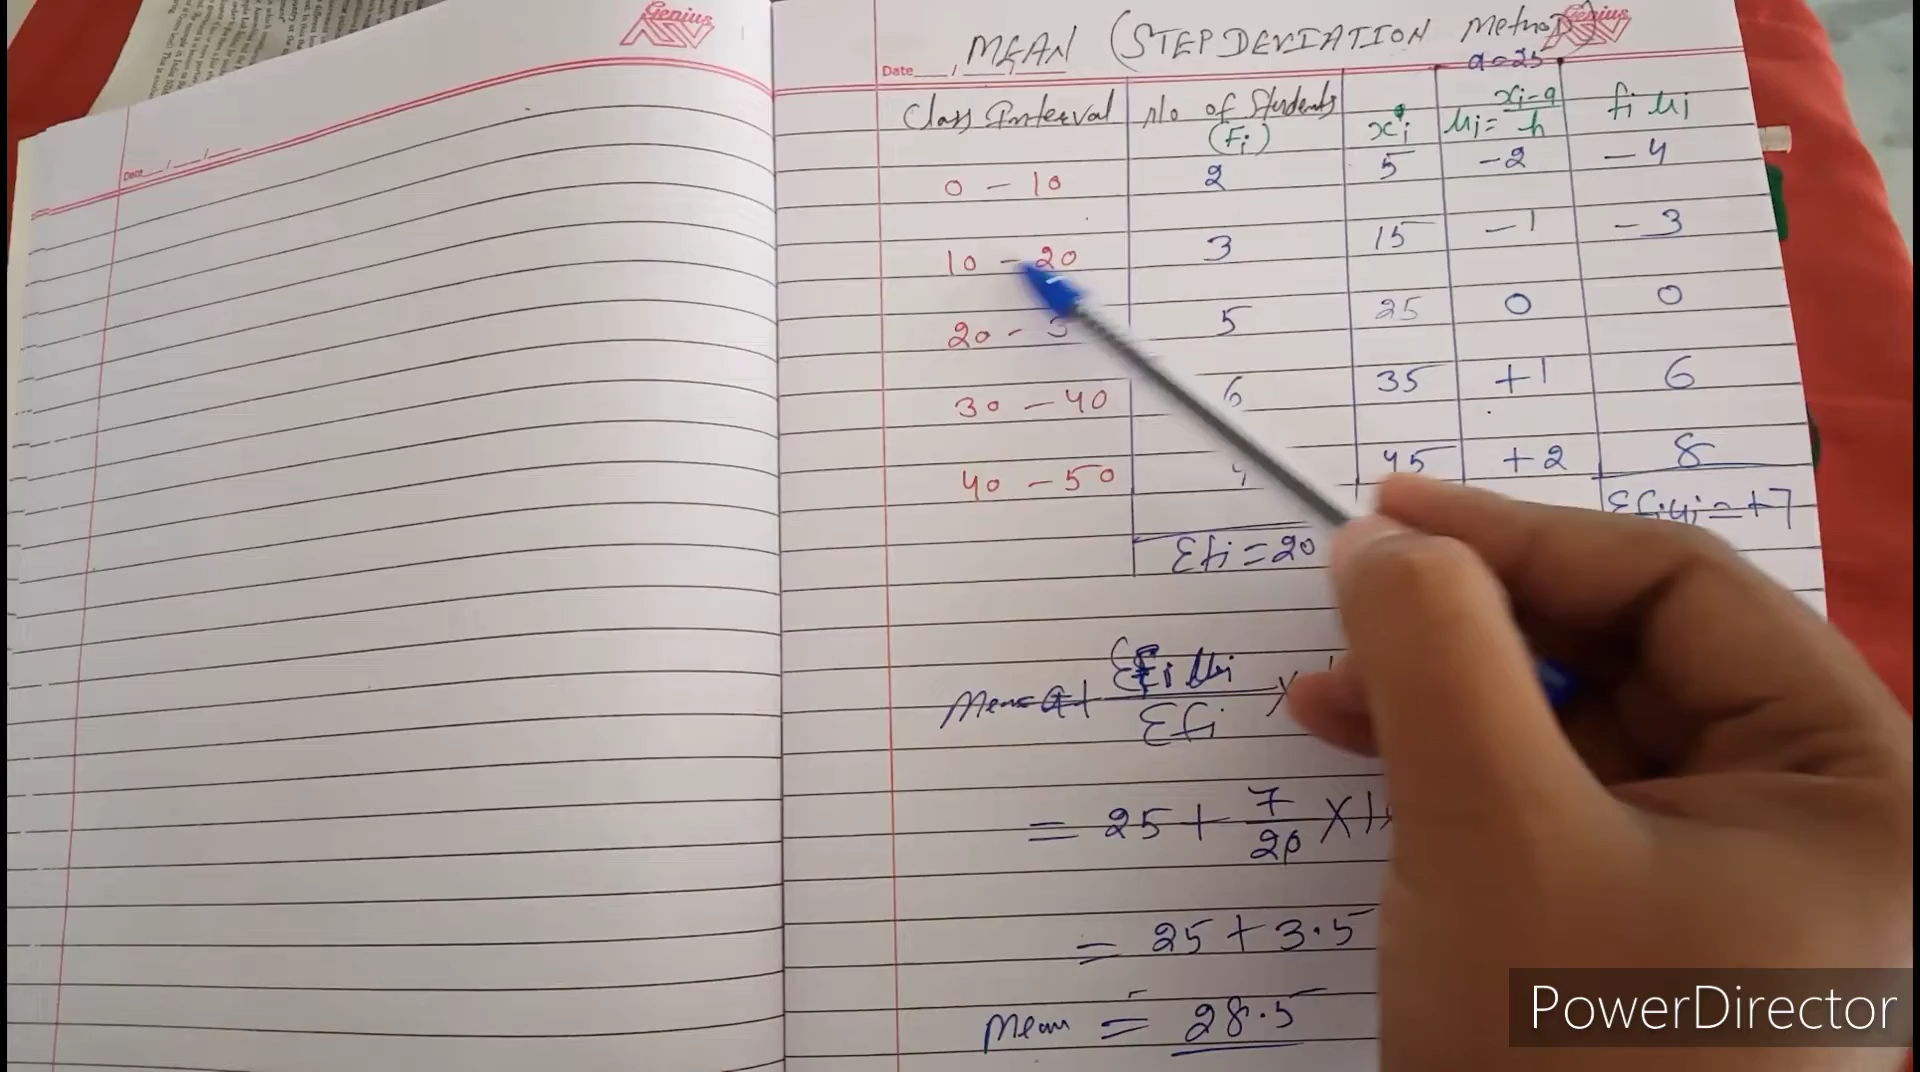 Genius
Date
Genius
MEAN (STEP DEVIATION Method)
Date
a = 25
Class Interval No of Students (Fi) xi ui = xi - a / h fi ui
0 - 10 2 5 -2 -4
10 - 20 3 15 -1 -3
20 - 3 5 25 0 0
30 - 40 6 35 +1 6
40 - 50 45 +2 8
Σfi = 20 Σfiui = +7
Mean = a + Σfiui / Σfi ×
= 25 + 7/20 × 1
= 25 + 3.5
Mean = 28.5
PowerDirector